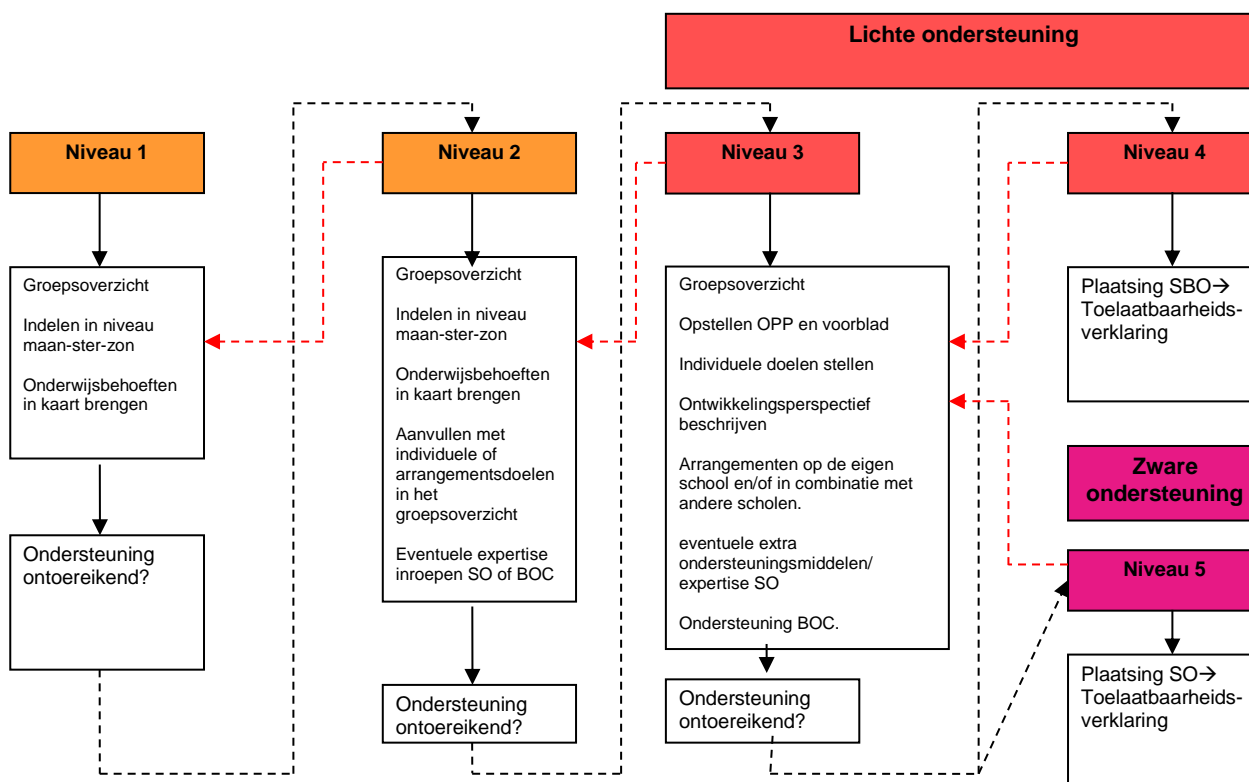 Lichte ondersteuning
Niveau 1
Niveau 2
Niveau 3
Niveau 4
Groepsoverzicht
Indelen in niveau
maan-ster-zon
Onderwijsbehoeften
in kaart brengen
Ondersteuning
ontoereikend?
Groepsoverzicht
Indelen in niveau
maan-ster-zon
Onderwijsbehoeften
in kaart brengen
Aanvullen met
individuele of
arrangementsdoelen
in het
groepsoverzicht
Eventuele expertise
inroepen SO of BOC
Ondersteuning
ontoereikend?
Groepsoverzicht
Opstellen OPP en voorblad
Individuele doelen stellen
Ontwikkelingsperspectief
beschrijven
Arrangementen op de eigen
school en/of in combinatie met
andere scholen.
eventuele extra
ondersteuningsmiddelen/
expertise SO
Ondersteuning BOC.
Ondersteuning
ontoereikend?
Plaatsing SBO→
Toelaatbaarheids-
verklaring
Zware
ondersteuning
Niveau 5
Plaatsing SO→
Toelaatbaarheids-
verklaring